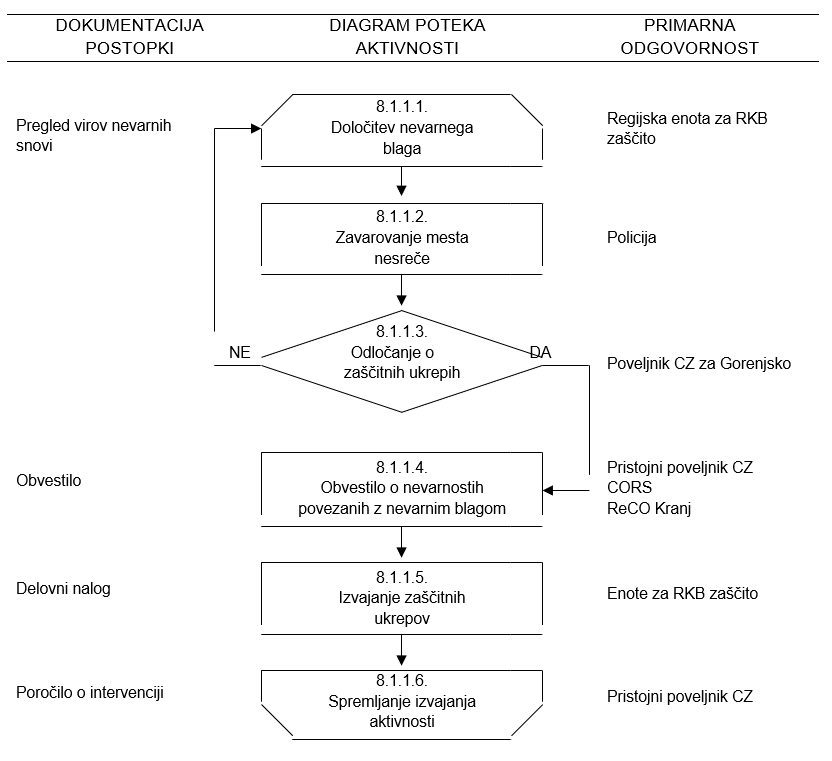 DOKUMENTACIJA
POSTOPKI
DIAGRAM POTEKA
AKTIVNOSTI
PRIMARNA
ODGOVORNOST
Pregled virov nevarnih
snovi
8.1.1.1.
Določitev nevarnega
blaga
Regijska enota za RKB
zaščito
8.1.1.2.
Zavarovanje mesta
nesreče
Policija
NE
8.1.1.3.
Odločanje o
zaščitnih ukrepih
DA
Poveljnik CZ za Gorenjsko
Obvestilo
8.1.1.4.
Obvestilo o nevarnostih
povezanih z nevarnim blagom
Pristojni poveljnik CZ
CORS
ReCO Kranj
Delovni nalog
8.1.1.5.
Izvajanje zaščitnih
ukrepov
Enote za RKB zaščito
Poročilo o intervenciji
8.1.1.6.
Spremljanje izvajanja
aktivnosti
Pristojni poveljnik CZ